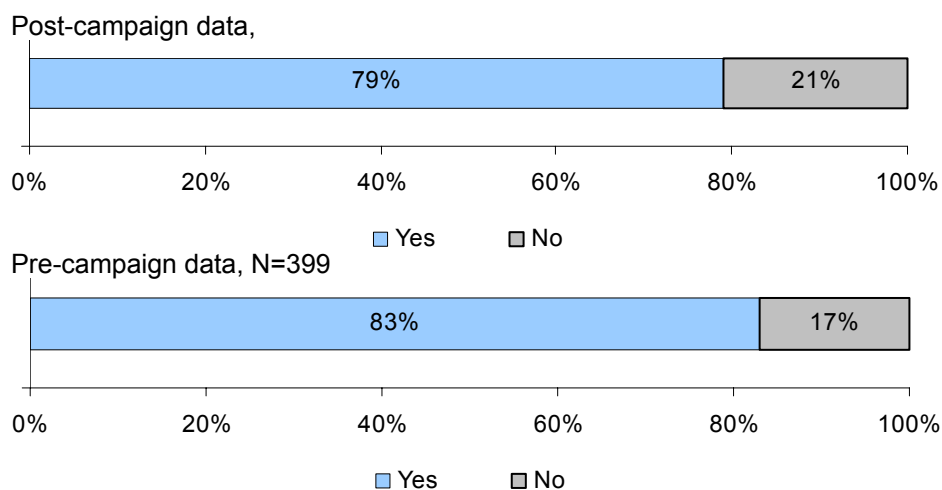 Post-campaign data,
79% 21%
0% 20% 40% 60% 80% 100%
Yes No
Pre-campaign data, N=399
83% 17%
0% 20% 40% 60% 80% 100%
Yes No